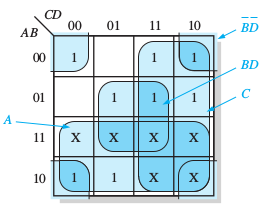 CD
AB 00 01 11 10
B̅D̅
00 1 1 1
BD
01 1 1 1
C
A
11 X X X X
10 1 1 X X